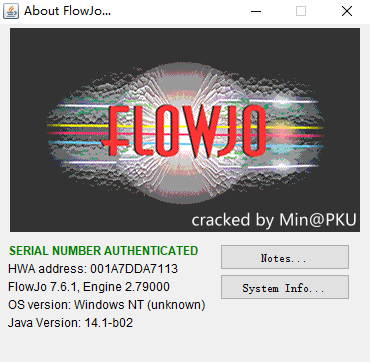 About FlowJo...
FLOWJO
cracked by Min@PKU
SERIAL NUMBER AUTHENTICATED
HWA address: 001A7DDA7113
FlowJo 7.6.1, Engine 2.79000
OS version: Windows NT (unknown)
Java Version: 14.1-b02
Notes...
System Info...